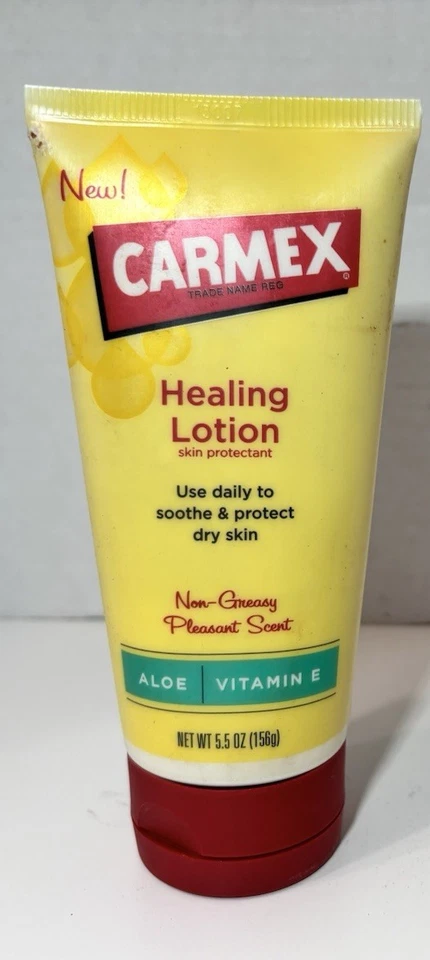 New!
CARMEX®
TRADE NAME REG
Healing
Lotion
skin protectant
Use daily to
soothe & protect
dry skin
Non-Greasy
Pleasant Scent
ALOE | VITAMIN E
NET WT 5.5 OZ (156g)